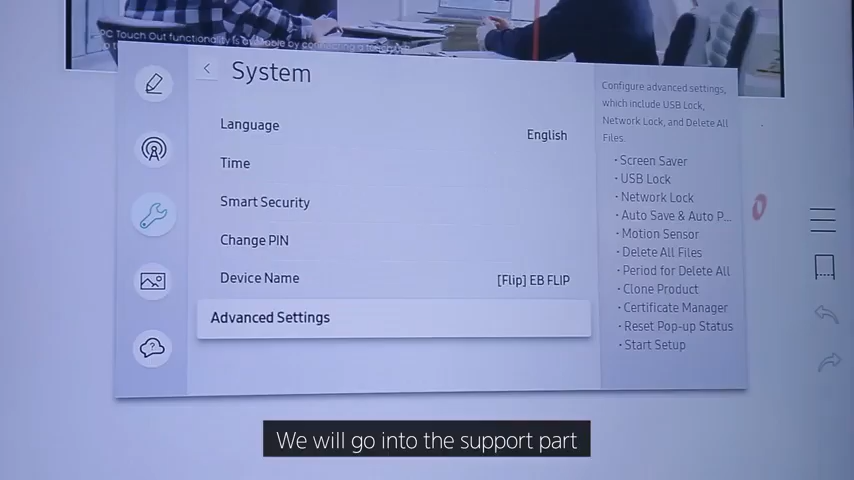 PC Touch Out functionality is available by connecting a
System
Language
English
Time
Smart Security
Change PIN
Device Name
[Flip] EB FLIP
Advanced Settings
Configure advanced settings,
which include USB Lock,
Network Lock, and Delete All
Files.
• Screen Saver
• USB Lock
• Network Lock
• Auto Save & Auto P...
• Motion Sensor
• Delete All Files
• Period for Delete All
• Clone Product
• Certificate Manager
• Reset Pop-up Status
• Start Setup
We will go into the support part